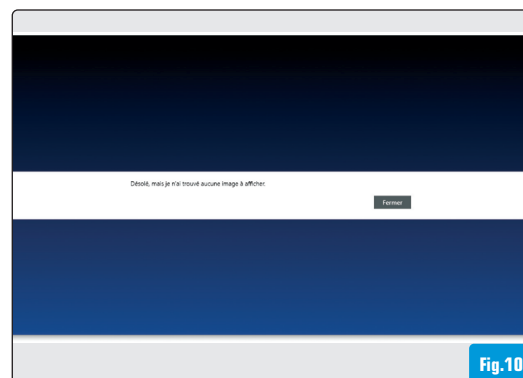 Désolé, mais je n'ai trouvé aucune image à afficher.
Fermer
Fig.10